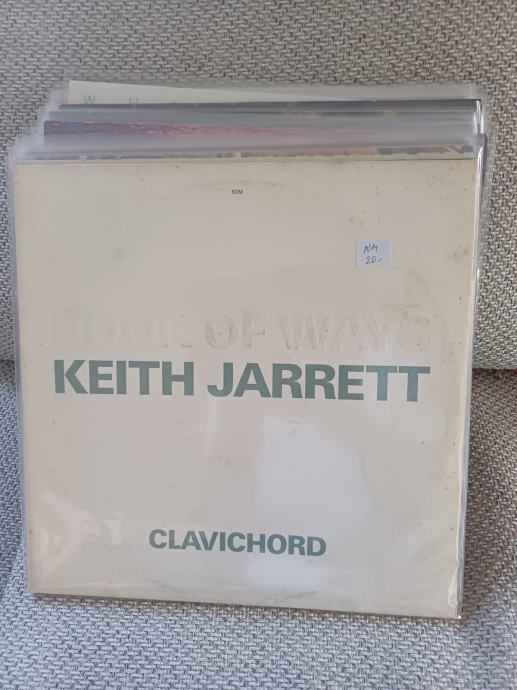 ECM
NM
20.-
BOOK OF WAYS
KEITH JARRETT
CLAVICHORD